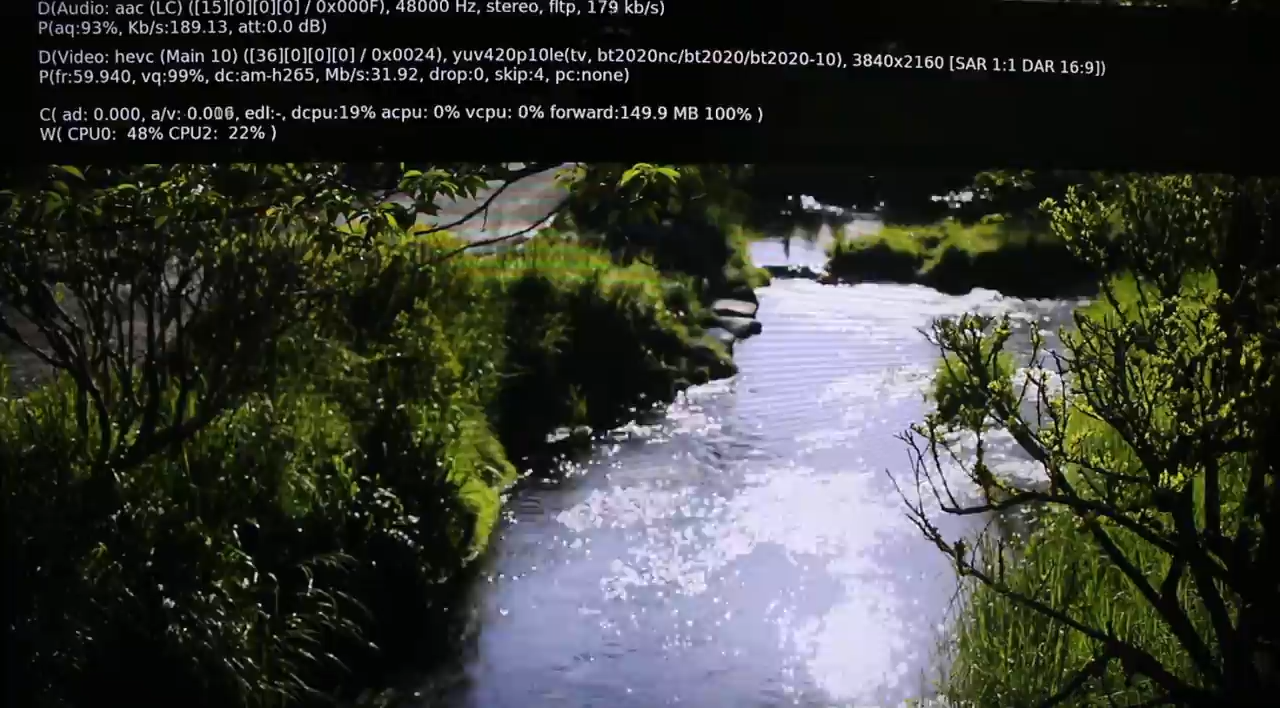 D(Audio: aac (LC) ([15][0][0][0] / 0x000F), 48000 Hz, stereo, fltp, 179 kb/s)
P(aq:93%, Kb/s:189.13, att:0.0 dB)
D(Video: hevc (Main 10) ([36][0][0][0] / 0x0024), yuv420p10le(tv, bt2020nc/bt2020/bt2020-10), 3840x2160 [SAR 1:1 DAR 16:9])
P(fr:59.940, vq:99%, dc:am-h265, Mb/s:31.92, drop:0, skip:4, pc:none)
C( ad: 0.000, a/v: 0.006, edl:-, dcpu:19% acpu: 0% vcpu: 0% forward:149.9 MB 100% )
W( CPU0: 48% CPU2: 22% )